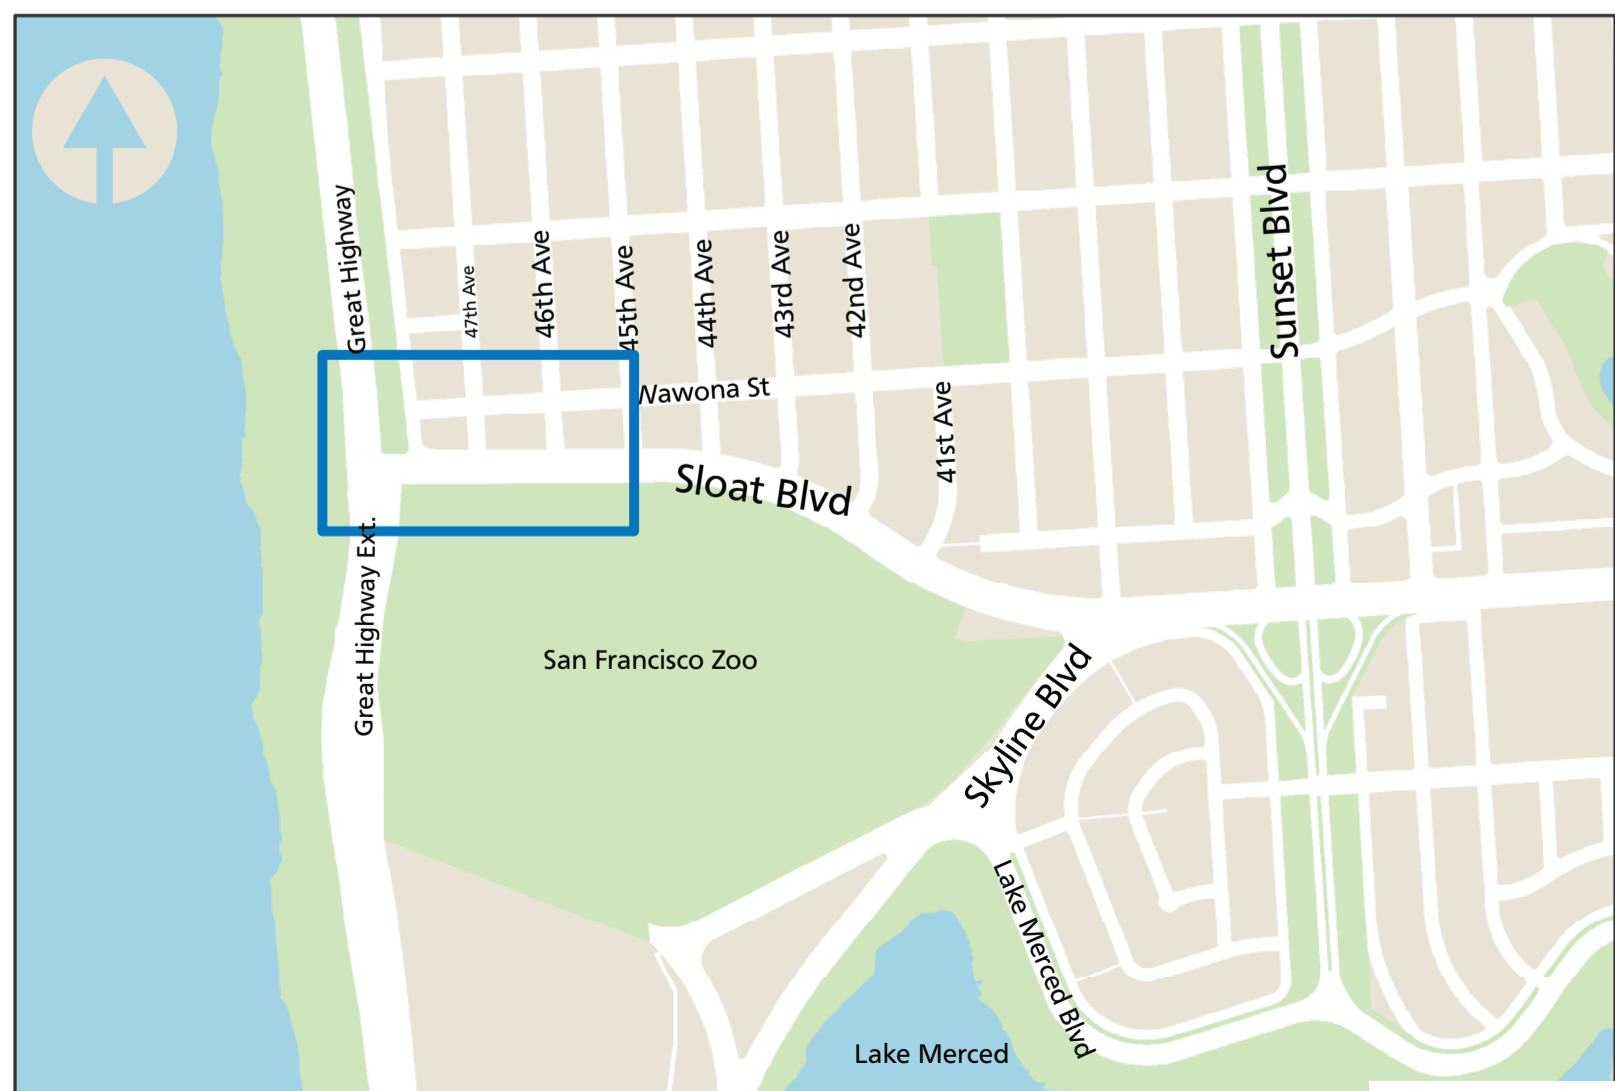 Great Highway
47th Ave
46th Ave
45th Ave
44th Ave
43rd Ave
42nd Ave
Sunset Blvd
Wawona St
41st Ave
Sloat Blvd
Great Highway Ext.
San Francisco Zoo
Skyline Blvd
Lake Merced Blvd
Lake Merced